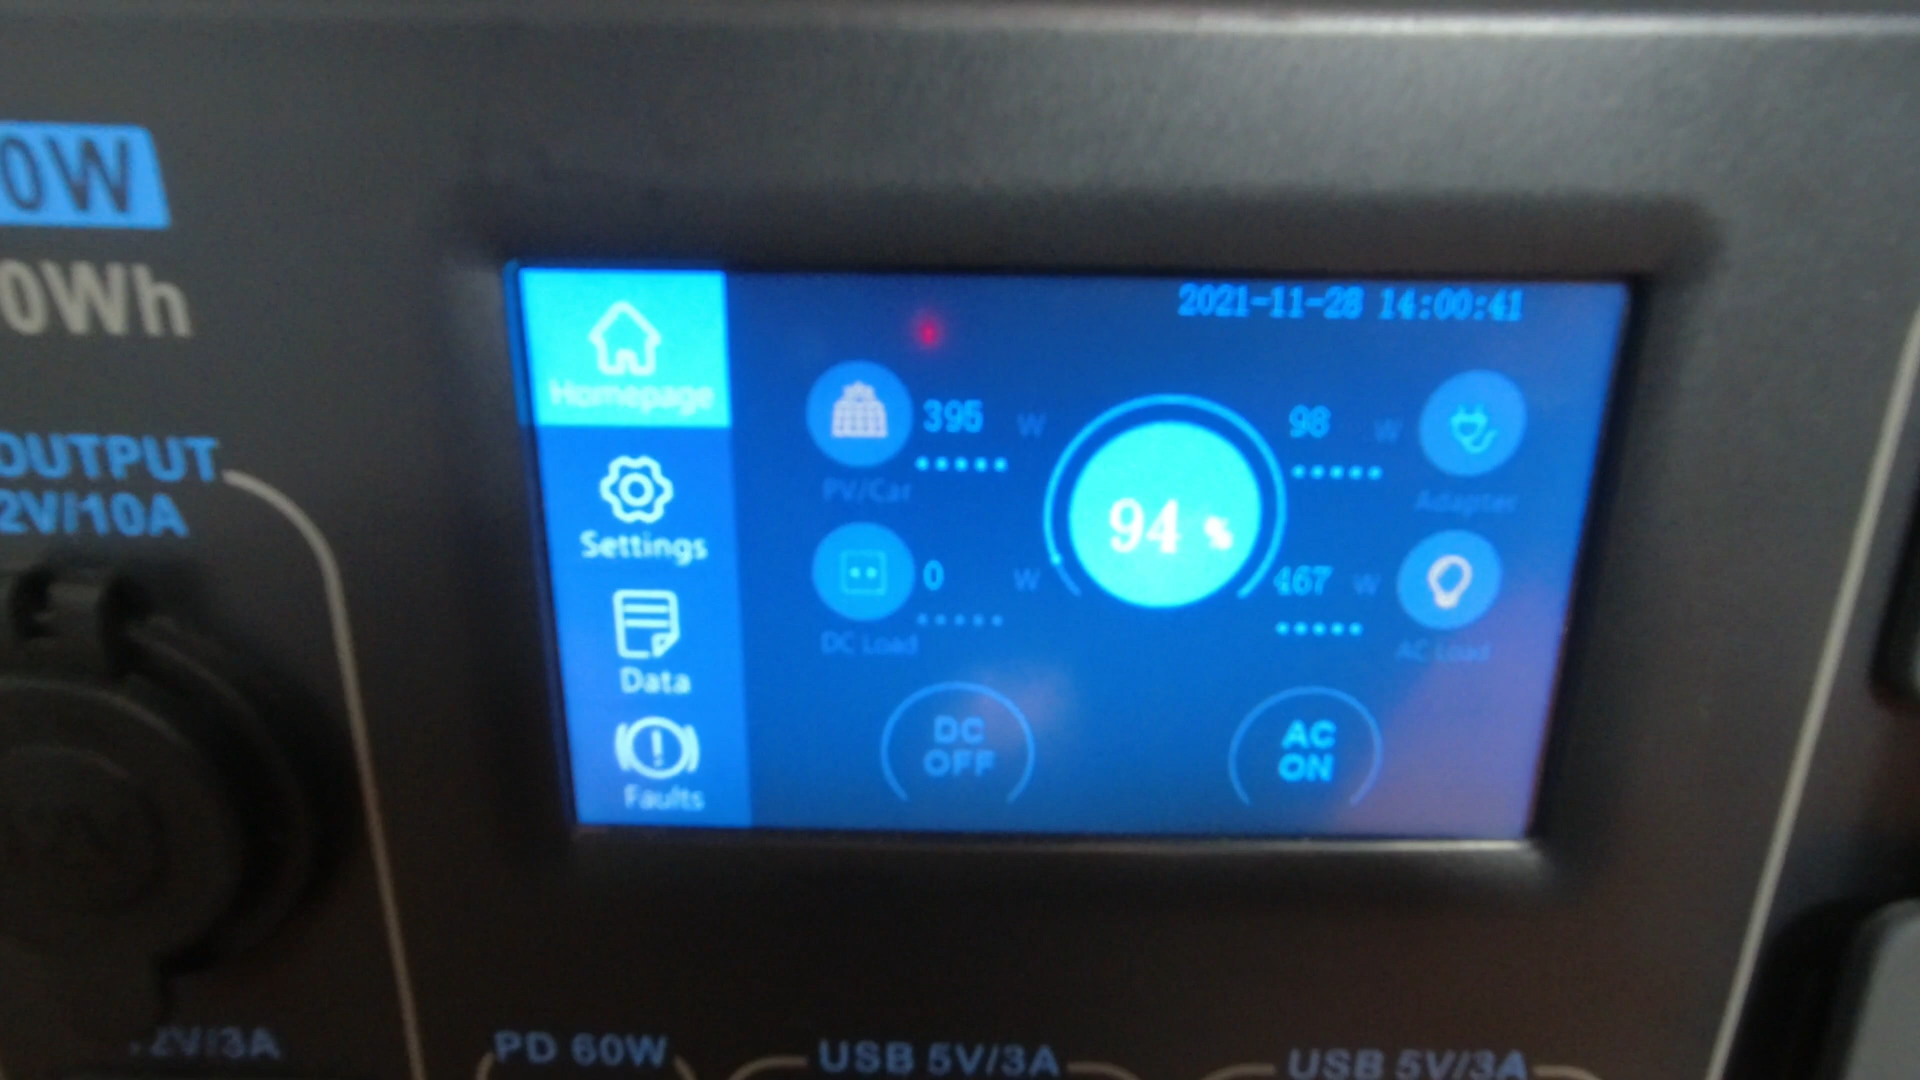 0W
0Wh
OUTPUT
2V/10A
2V/3A
PD 60W
USB 5V/3A
USB 5V/3A
2021-11-28 14:00:41
Homepage
Settings
Data
Faults
395 W
PV/Car
0 W
DC Load
94 %
98 W
Adapter
467 W
AC Load
DC
OFF
AC
ON